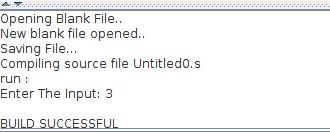 Opening Blank File..
New blank file opened..
Saving File...
Compiling source file Untitled0.s
run :
Enter The Input: 3
BUILD SUCCESSFUL